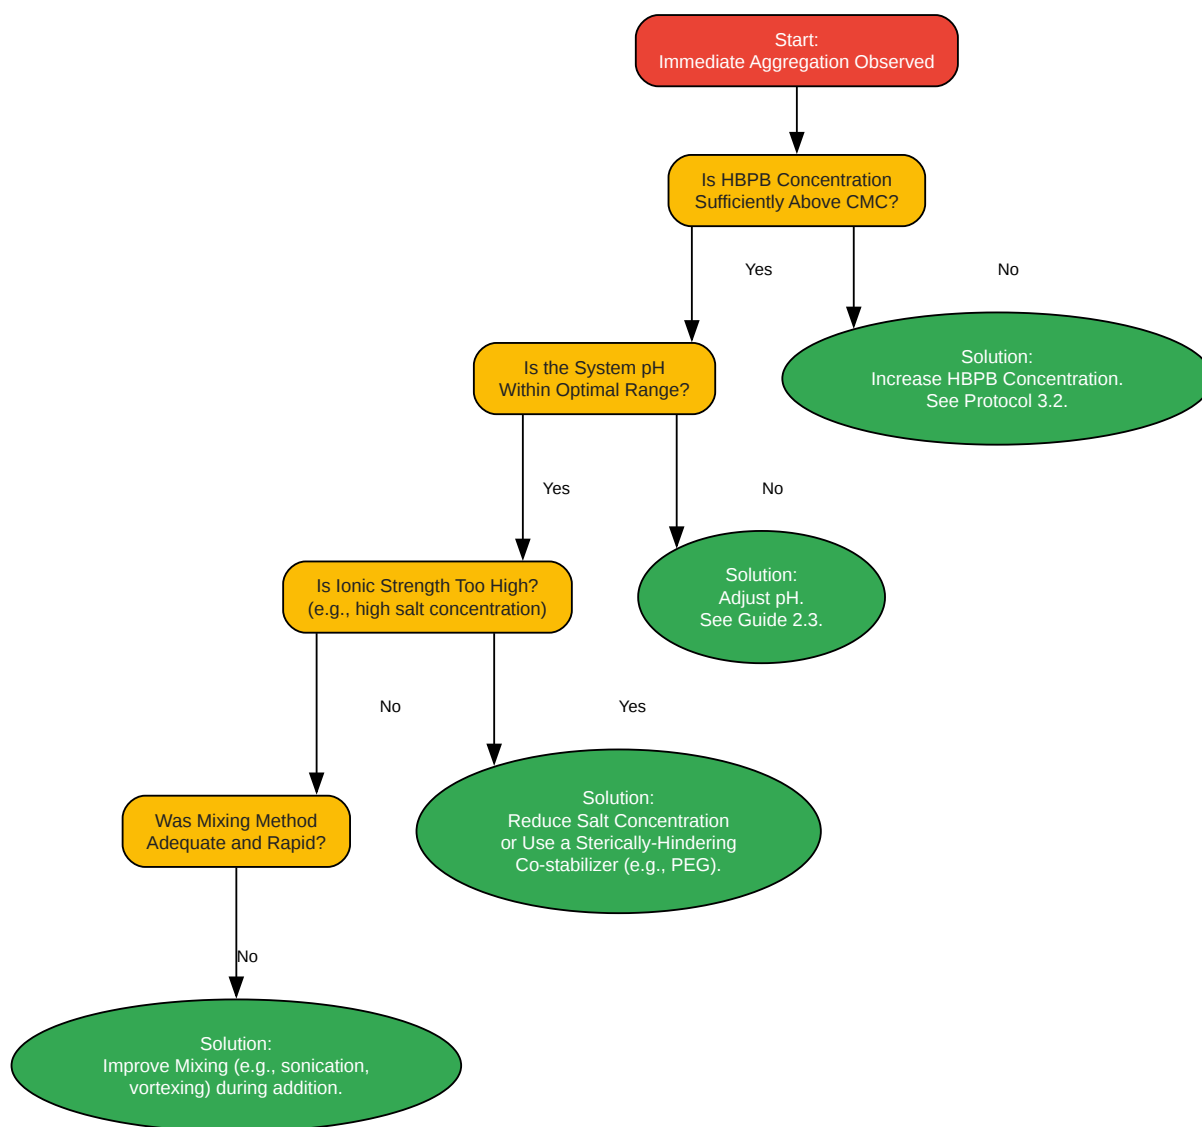 Start:
Immediate Aggregation Observed
Is HBPB Concentration
Sufficiently Above CMC?
Yes
No
Solution:
Increase HBPB Concentration.
See Protocol 3.2.
Is the System pH
Within Optimal Range?
Yes
No
Solution:
Adjust pH.
See Guide 2.3.
Is Ionic Strength Too High?
(e.g., high salt concentration)
No
Yes
Solution:
Reduce Salt Concentration
or Use a Sterically-Hindering
Co-stabilizer (e.g., PEG).
Was Mixing Method
Adequate and Rapid?
No
Solution:
Improve Mixing (e.g., sonication,
vortexing) during addition.